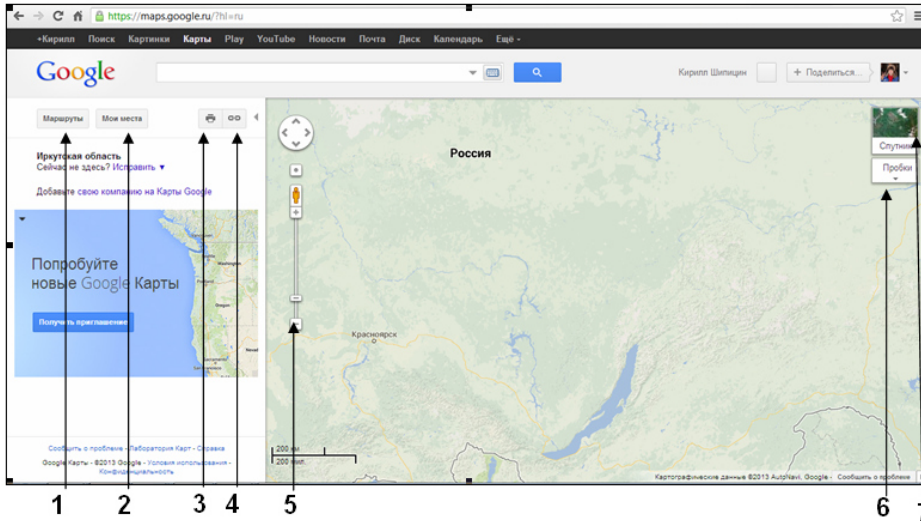 https://maps.google.ru/?hl=ru
+Кирилл Поиск Картинки Карты Play YouTube Новости Почта Диск Календарь Ещё
Google
Кирилл Шипицин
+ Поделиться...
Маршруты Мои места
Иркутская область
Сейчас не здесь? Исправить ▼
Добавьте свою компанию на Карты Google
Попробуйте
новые Google Карты
Получить приглашение
Сообщить о проблеме - Лаборатория Карт - Справка
Google Карты - ©2013 Google - Условия использования -
Конфиденциальность
Россия
Красноярск
Спутник
Пробки
200 км
200 мил.
Картографические данные ©2013 AutoNavi, Google - Сообщить о проблеме
1 2 3 4 5 6